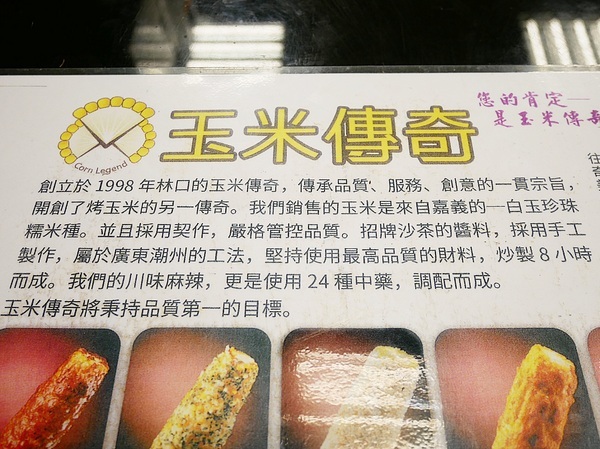 Corn Legend
玉米傳奇
您的肯定—
是玉米傳奇
創立於 1998 年林口的玉米傳奇，傳承品質、服務、創意的一貫宗旨，
開創了烤玉米的另一傳奇。我們銷售的玉米是來自嘉義的─白玉珍珠
糯米種。並且採用契作，嚴格管控品質。招牌沙茶的醬料，採用手工
製作，屬於廣東潮州的工法，堅持使用最高品質的財料，炒製 8 小時
而成。我們的川味麻辣，更是使用 24 種中藥，調配而成。
玉米傳奇將秉持品質第一的目標。
往